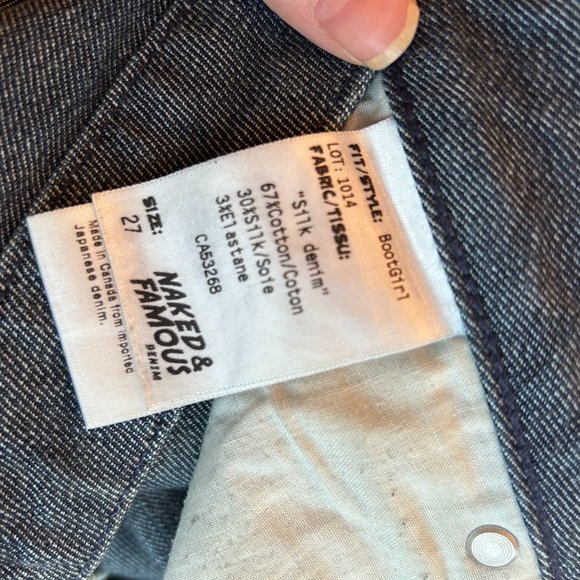 FIT/STYLE: BootGirl
LOT: 1014
FABRIC/TISSU:
"Silk denim"
67%Cotton/Coton
30%Silk/Soie
3%Elastane
CA53268
NAKED &
FAMOUS
DENIM
SIZE:
27
Made in Canada from imported
Japanese denim.